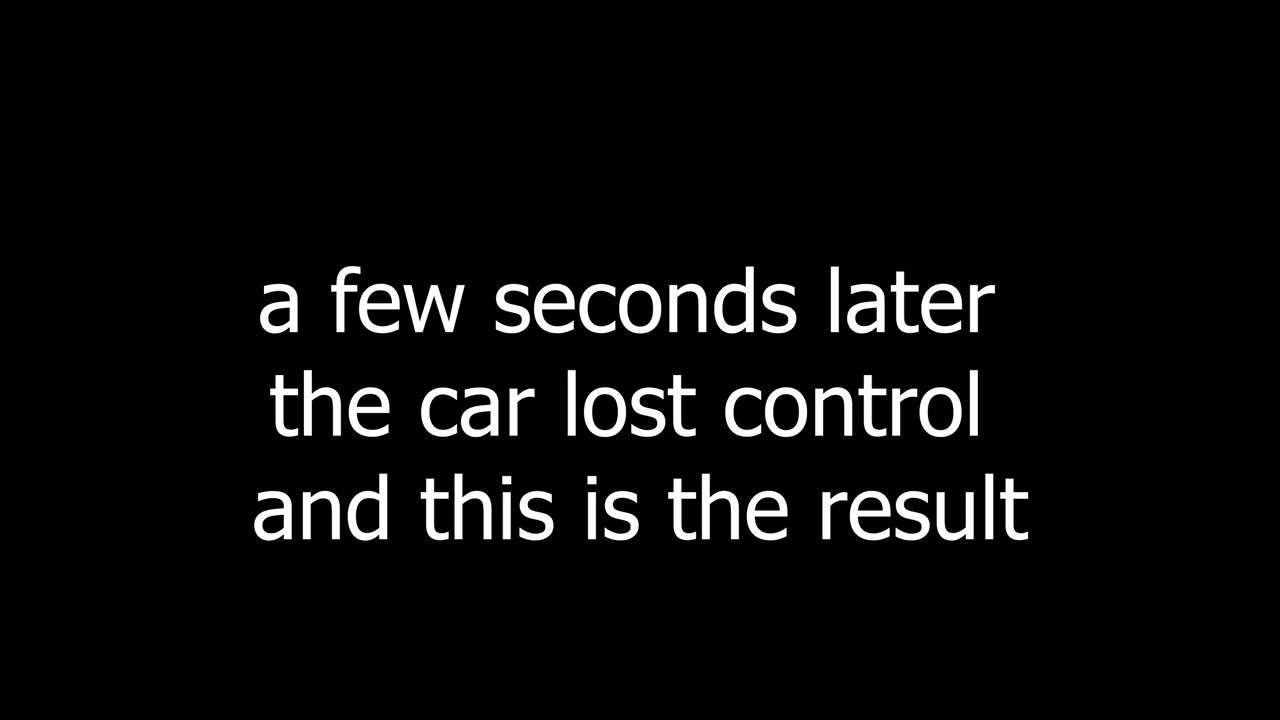 a few seconds later
the car lost control
and this is the result